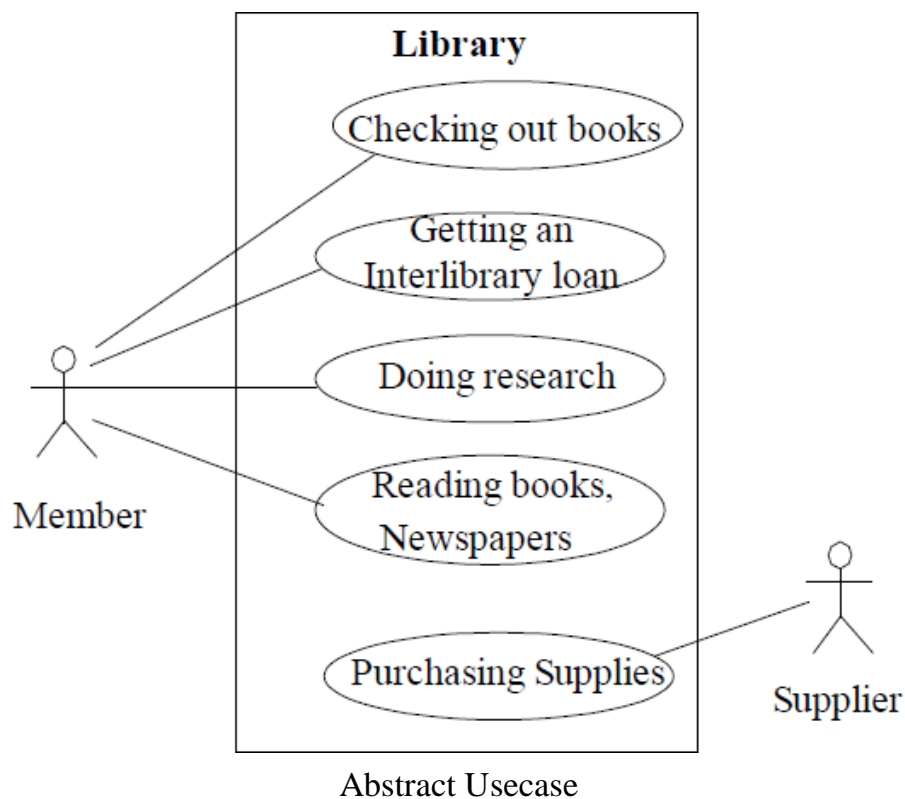 Library
Checking out books
Getting an
Interlibrary loan
Doing research
Reading books,
Newspapers
Member
Purchasing Supplies
Supplier
Abstract Usecase